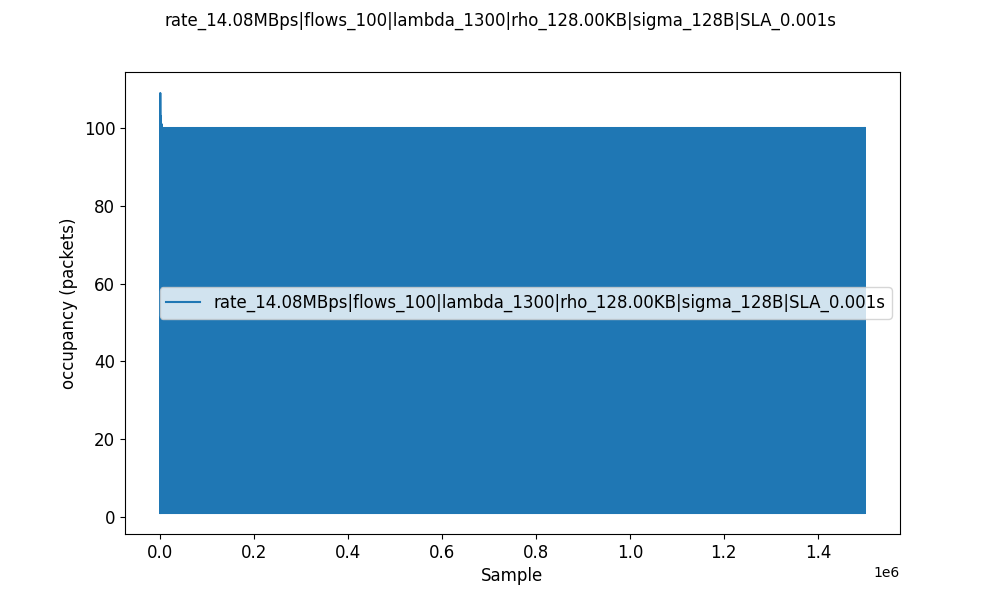 rate_14.08MBps|flows_100|lambda_1300|rho_128.00KB|sigma_128B|SLA_0.001s
100
80
60
40
20
0
occupancy (packets)
rate_14.08MBps|flows_100|lambda_1300|rho_128.00KB|sigma_128B|SLA_0.001s
0.0 0.2 0.4 0.6 0.8 1.0 1.2 1.4
1e6
Sample